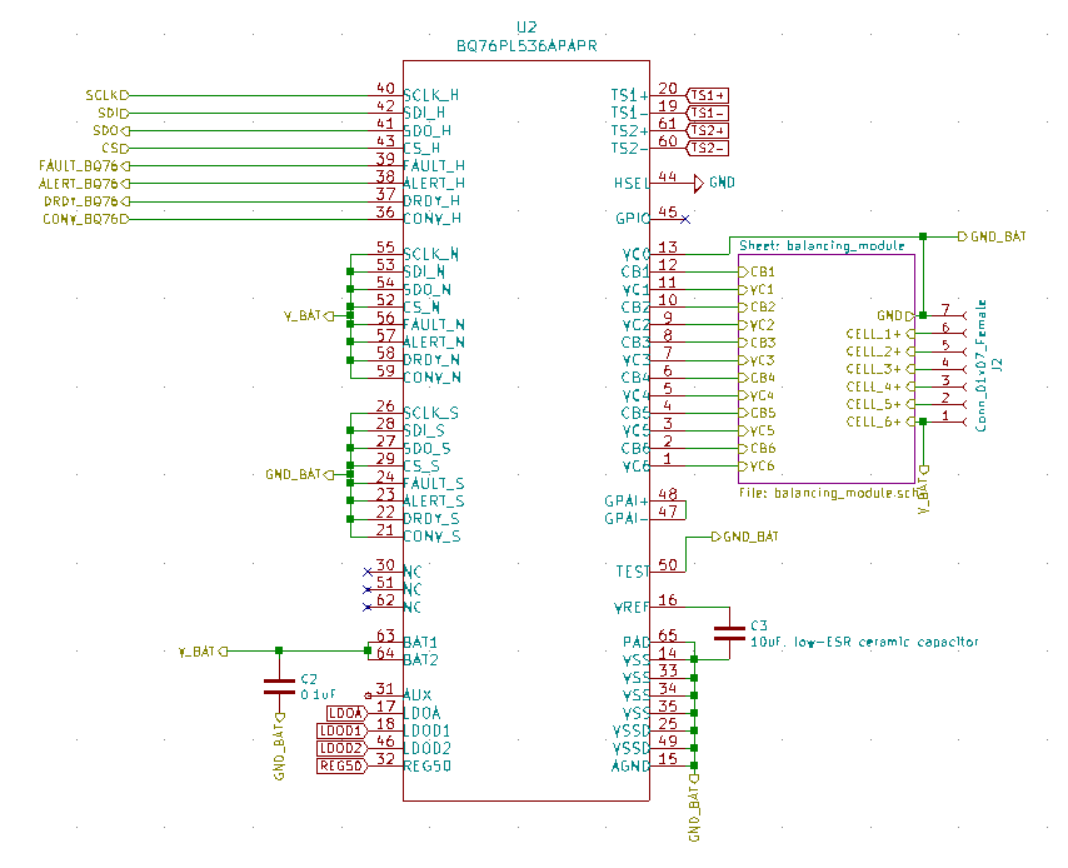 U2
BQ76PL536APAPR
SCLK 40 SCLK_H
SDI 42 SDI_H
SDO 41 SDO_H
CS 43 CS_H
FAULT_BQ76 39 FAULT_H
ALERT_BQ76 38 ALERT_H
DRDY_BQ76 37 DRDY_H
CONV_BQ76 36 CONV_H
55 SCLK_N
53 SDI_N
54 SDO_N
52 CS_N
V_BAT
56 FAULT_N
57 ALERT_N
58 DRDY_N
59 CONV_N
26 SCLK_S
28 SDI_S
27 SDO_S
29 CS_S
GND_BAT
24 FAULT_S
23 ALERT_S
22 DRDY_S
21 CONV_S
30 NC
51 NC
62 NC
63 BAT1
V_BAT
64 BAT2
C2
0.1uF
GND_BAT
31 AUX
LDOA 17 LDOA
LDOD1 18 LDOD1
LDOD2 46 LDOD2
REG50 32 REG50
TS1+ 20 TS1+
TS1- 19 TS1-
TS2+ 61 TS2+
TS2- 60 TS2-
HSEL 44 GND
GPIO 45
VC0 13
GND_BAT
Sheet: balancing_module
CB1 12 CB1
VC1 11 VC1
CB2 10 CB2
VC2 9 VC2
CB3 8 CB3
VC3 7 VC3
CB4 6 CB4
VC4 5 VC4
CB5 4 CB5
VC5 3 VC5
CB6 2 CB6
VC6 1 VC6
GND 7
CELL_1+ 6
CELL_2+ 5
CELL_3+ 4
CELL_4+ 3
CELL_5+ 2
CELL_6+ 1
J2
Conn_01x07_Female
File: balancing_module.sch
V_BAT
GPAI+ 48
GPAI- 47
GND_BAT
TEST 50
VREF 16
C3
10uF, low-ESR ceramic capacitor
PAD 65
VSS 14
VSS 33
VSS 34
VSS 35
VSSD 25
VSSD 49
AGND 15
GND_BAT